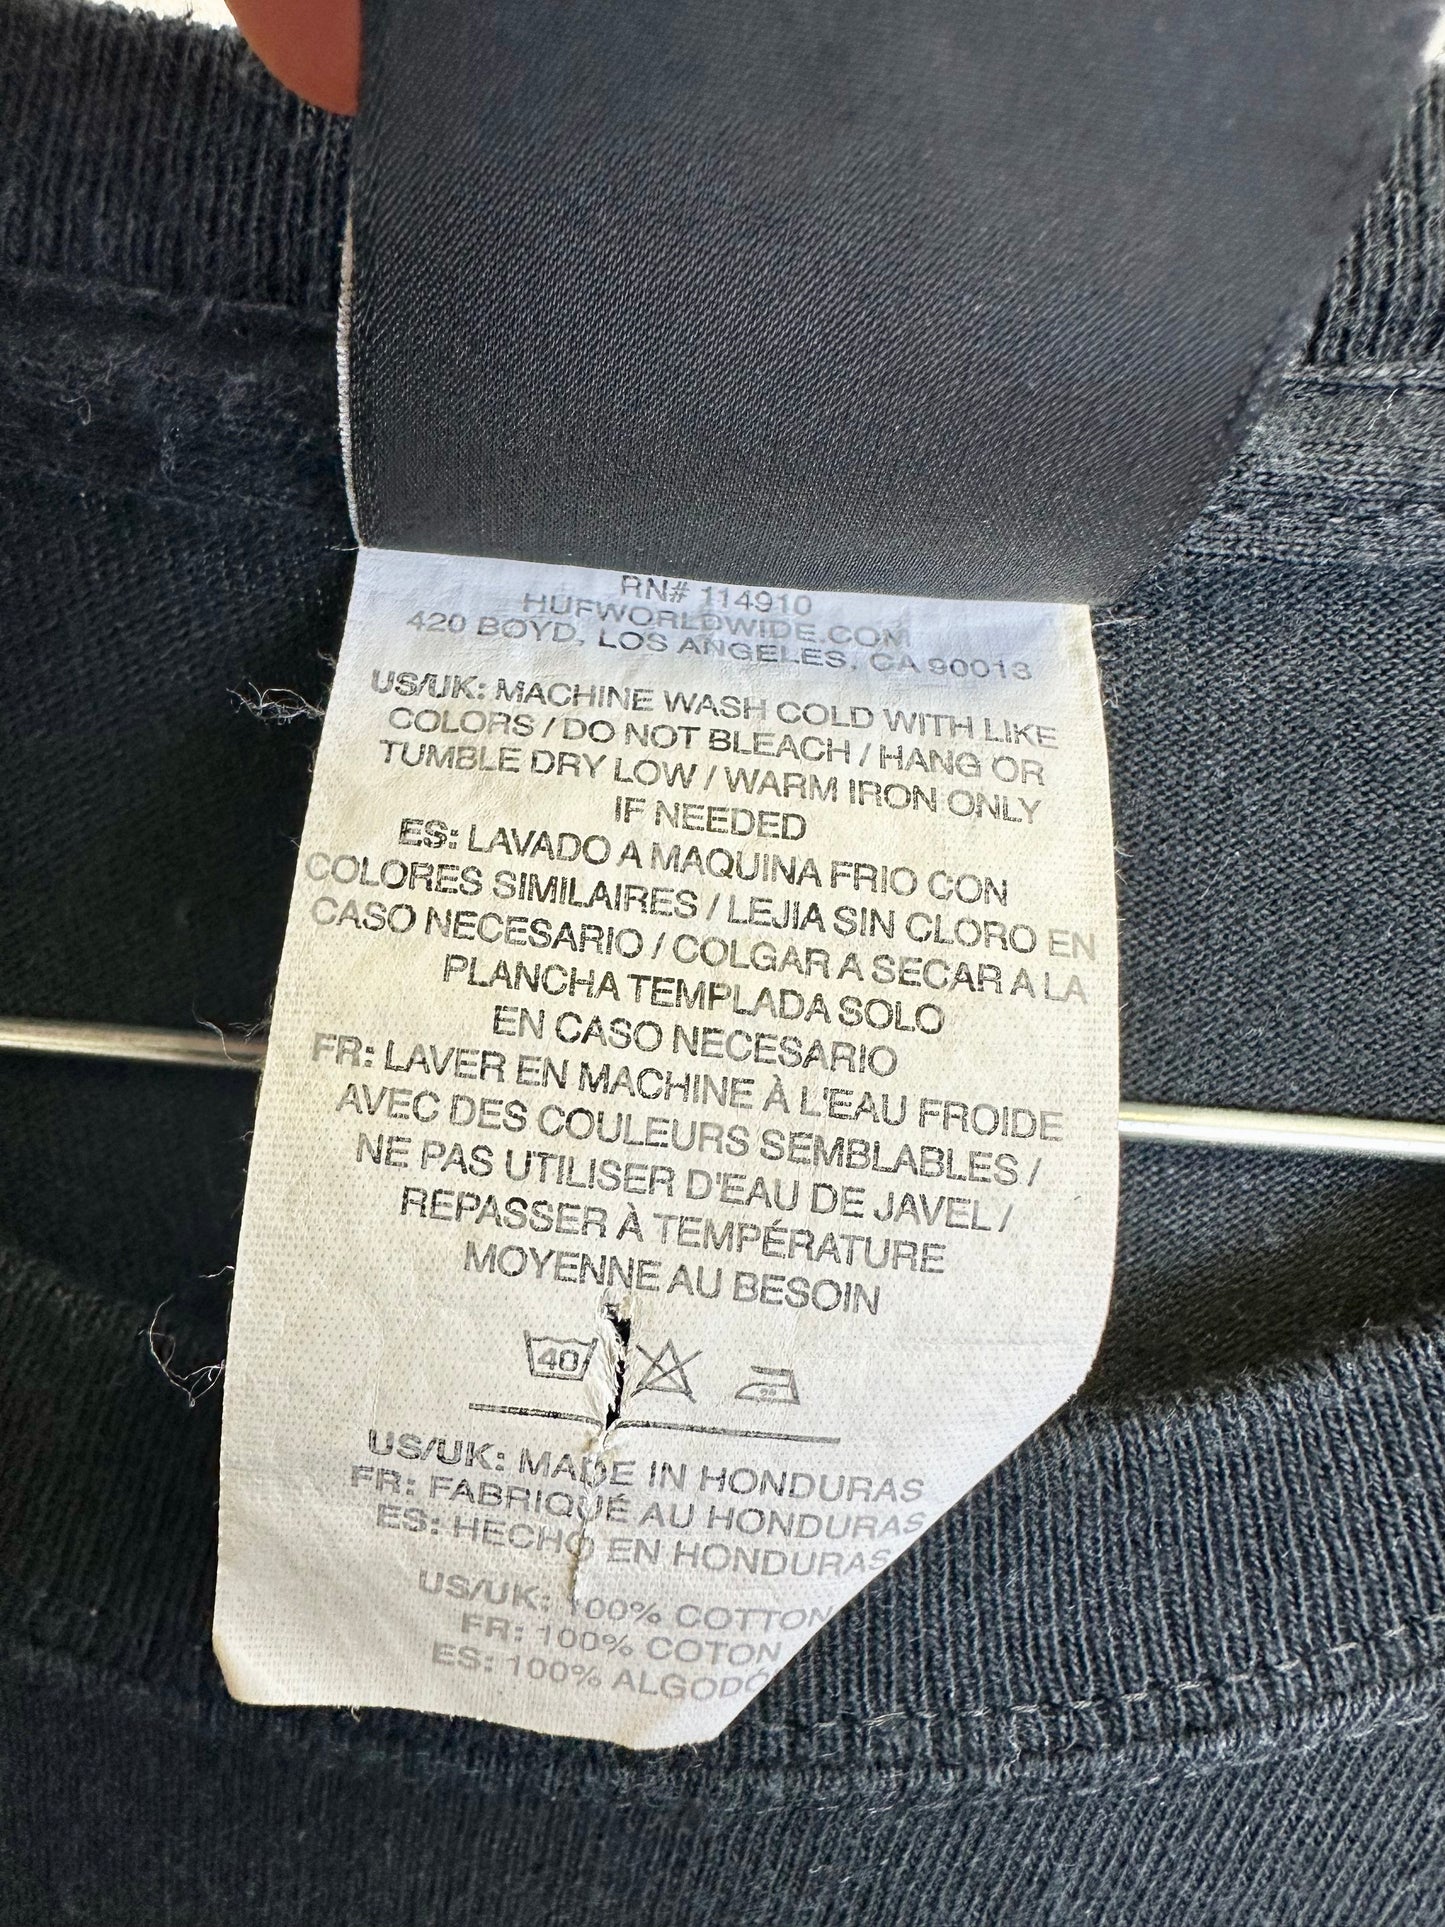 RN# 114910
HUFWORLDWIDE.COM
420 BOYD, LOS ANGELES, CA 90013
US/UK: MACHINE WASH COLD WITH LIKE
COLORS / DO NOT BLEACH / HANG OR
TUMBLE DRY LOW / WARM IRON ONLY
IF NEEDED
ES: LAVADO A MAQUINA FRIO CON
COLORES SIMILAIRES / LEJIA SIN CLORO EN
CASO NECESARIO / COLGAR A SECAR A LA
PLANCHA TEMPLADA SOLO
EN CASO NECESARIO
FR: LAVER EN MACHINE À L'EAU FROIDE
AVEC DES COULEURS SEMBLABLES /
NE PAS UTILISER D'EAU DE JAVEL /
REPASSER À TEMPÉRATURE
MOYENNE AU BESOIN
40
US/UK: MADE IN HONDURAS
FR: FABRIQUÉ AU HONDURAS
ES: HECHO EN HONDURAS
US/UK: 100% COTTON
FR: 100% COTON
ES: 100% ALGODÓ